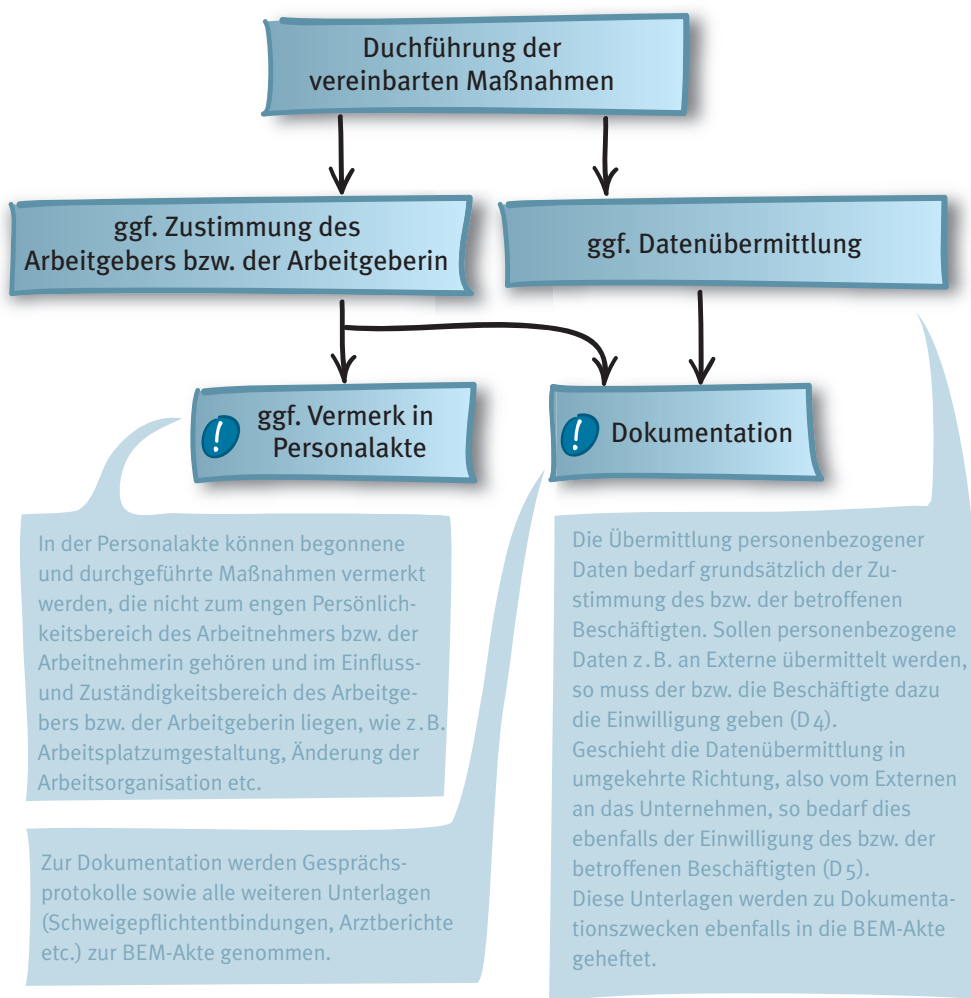 Duchführung der
vereinbarten Maßnahmen
ggf. Zustimmung des
Arbeitgebers bzw. der Arbeitgeberin
ggf. Datenübermittlung
! ggf. Vermerk in
Personalakte
! Dokumentation
In der Personalakte können begonnene
und durchgeführte Maßnahmen vermerkt
werden, die nicht zum engen Persönlich-
keitsbereich des Arbeitnehmers bzw. der
Arbeitnehmerin gehören und im Einfluss-
und Zuständigkeitsbereich des Arbeitge-
bers bzw. der Arbeitgeberin liegen, wie z.B.
Arbeitsplatzumgestaltung, Änderung der
Arbeitsorganisation etc.
Zur Dokumentation werden Gesprächs-
protokolle sowie alle weiteren Unterlagen
(Schweigepflichtentbindungen, Arztberichte
etc.) zur BEM-Akte genommen.
Die Übermittlung personenbezogener
Daten bedarf grundsätzlich der Zu-
stimmung des bzw. der betroffenen
Beschäftigten. Sollen personenbezogene
Daten z.B. an Externe übermittelt werden,
so muss der bzw. die Beschäftigte dazu
die Einwilligung geben (D4).
Geschieht die Datenübermittlung in
umgekehrte Richtung, also vom Externen
an das Unternehmen, so bedarf dies
ebenfalls der Einwilligung des bzw. der
betroffenen Beschäftigten (D5).
Diese Unterlagen werden zu Dokumenta-
tionszwecken ebenfalls in die BEM-Akte
geheftet.